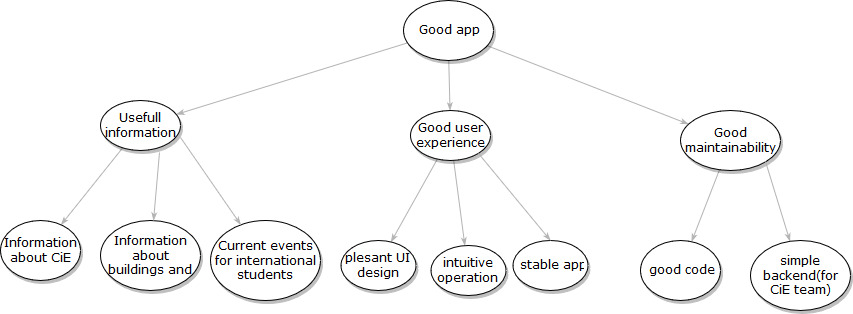 Good app
Usefull
information
Good user
experience
Good
maintainability
Information
about CiE
Information
about
buildings and
Current events
for international
students
plesant UI
design
intuitive
operation
stable app
good code
simple
backend(for
CiE team)